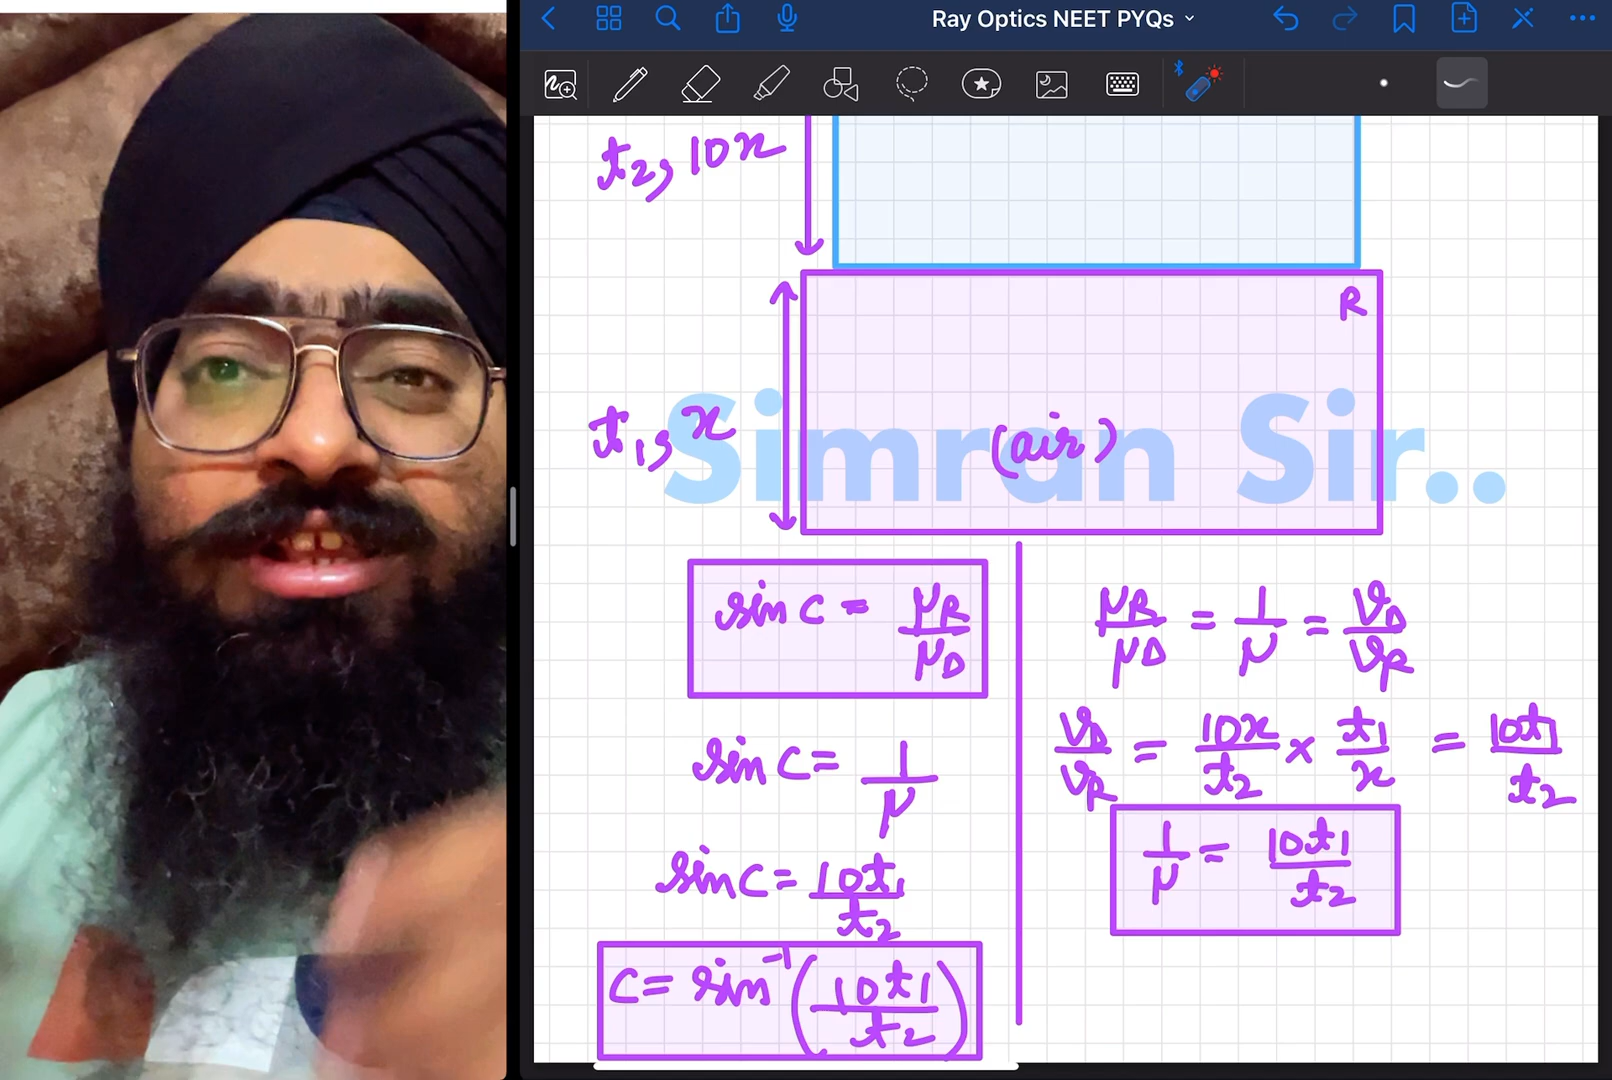 Ray Optics NEET PYQs
t₂, 10x
R
t₁, x
(air)
Simran Sir..
sin C = μR/μD
μR/μD = 1/μ = vD/vR
sin C = 1/μ
vD/vR = 10x/t₂ × t₁/x = 10t₁/t₂
sin C = 10t₁/t₂
1/μ = 10t₁/t₂
C = sin⁻¹(10t₁/t₂)